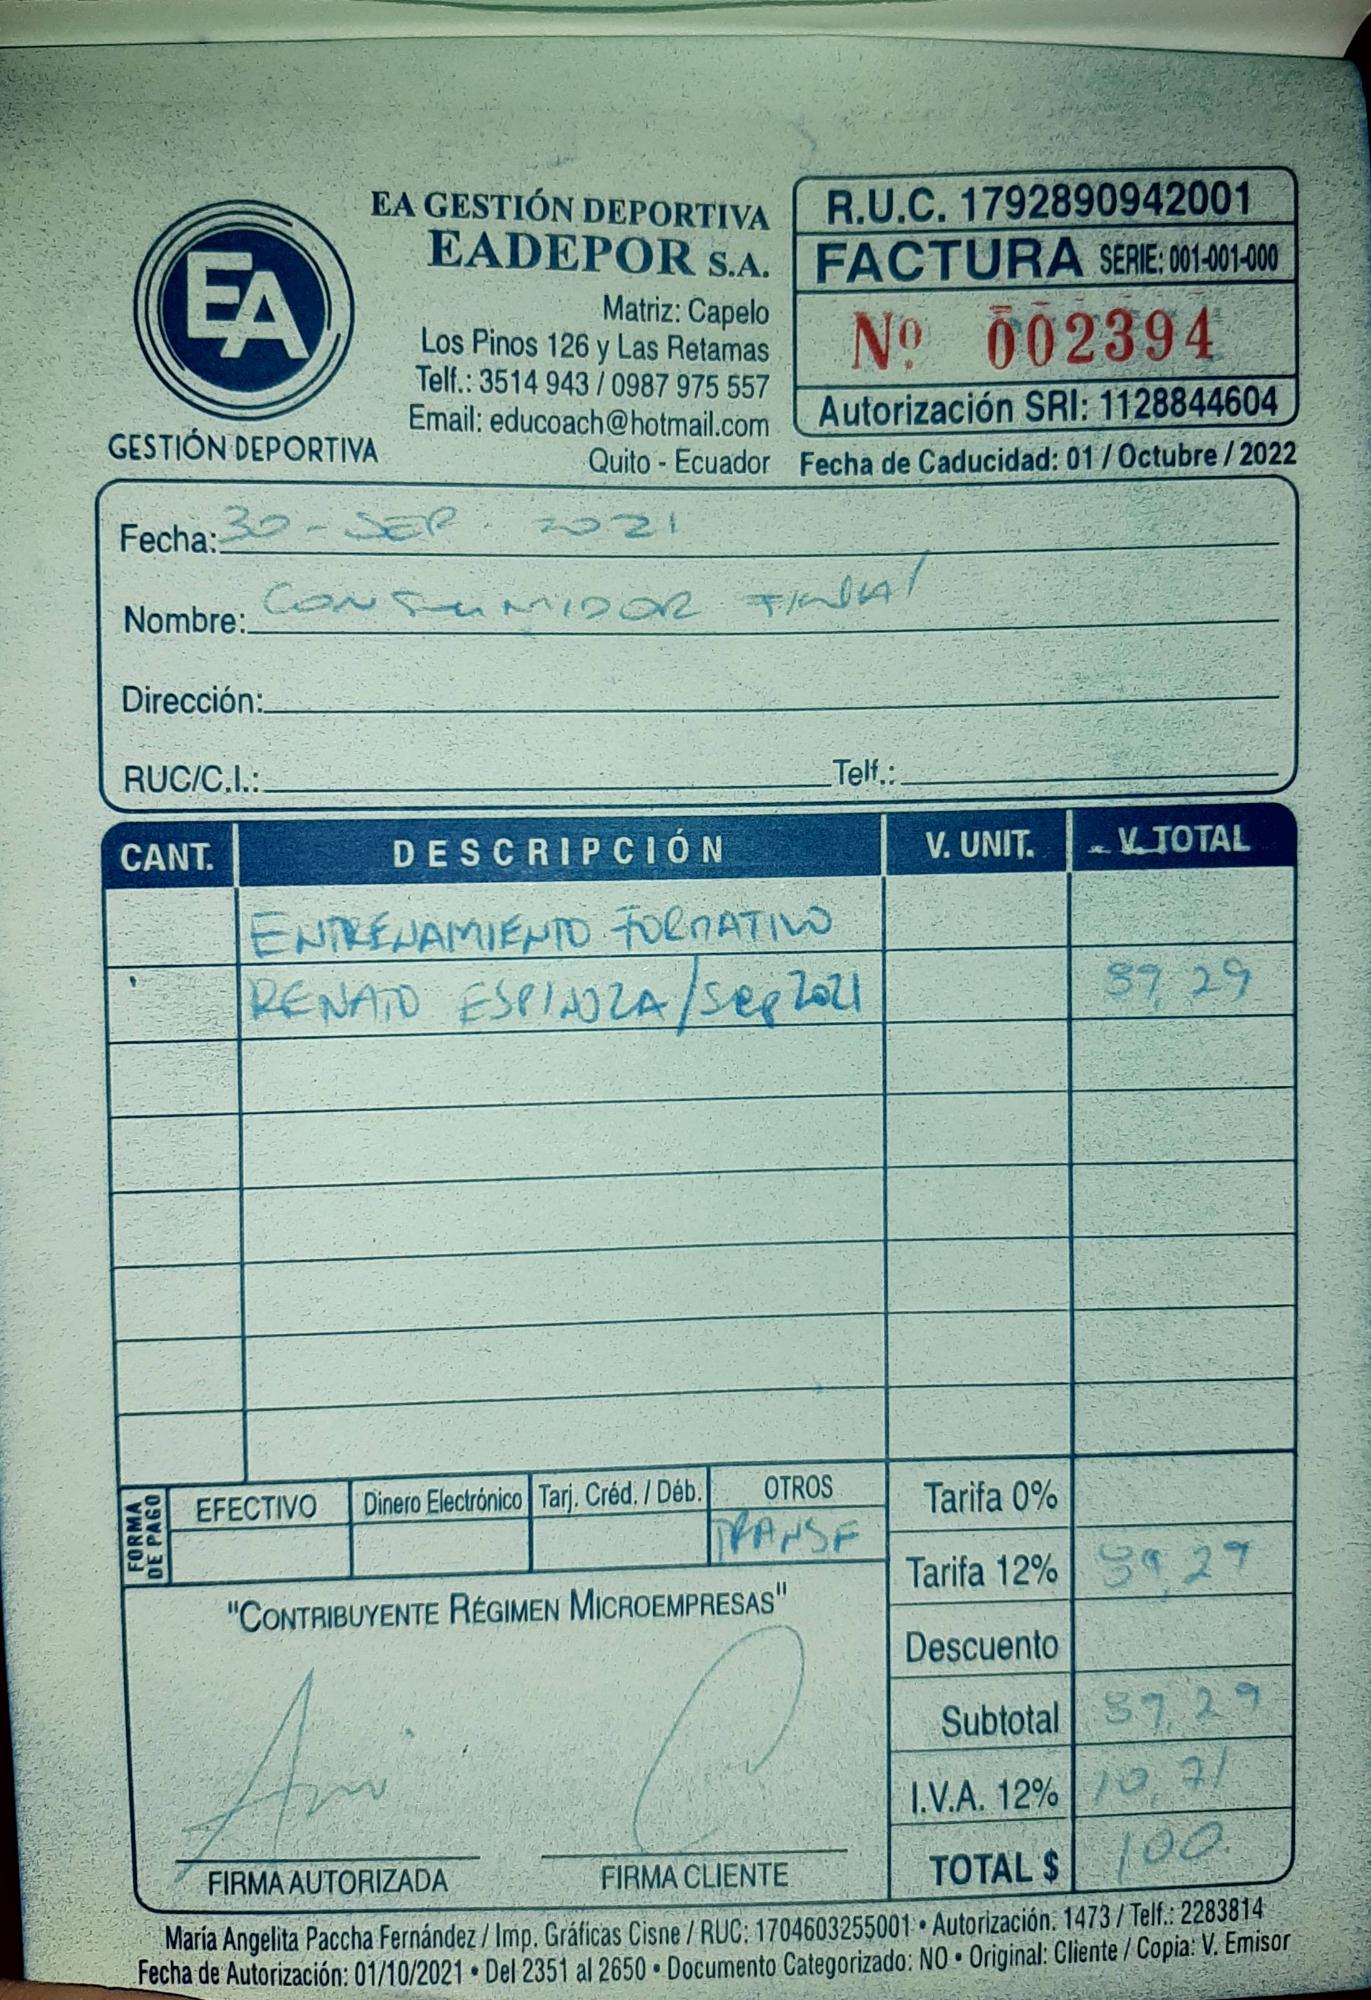 EA GESTIÓN DEPORTIVA
EADEPOR S.A.
Matriz: Capelo
Los Pinos 126 y Las Retamas
Telf.: 3514 943 / 0987 975 557
Email: educoach@hotmail.com
Quito - Ecuador
EA
GESTIÓN DEPORTIVA
R.U.C. 1792890942001
FACTURA SERIE: 001-001-000
Nº 002394
Autorización SRI: 1128844604
Fecha de Caducidad: 01 / Octubre / 2022
Fecha: 30 - SEP - 2021
Nombre: CONSUMIDOR FINAL
Dirección:
RUC/C.I.: Telf.:
CANT. DESCRIPCIÓN V. UNIT. V. TOTAL
ENTRENAMIENTO FORMATIVO
RENATO ESPINOZA/Sep 2021 89,29
FORMA DE PAGO
EFECTIVO Dinero Electrónico Tarj. Créd. / Déb. OTROS
TRANSF
Tarifa 0%
Tarifa 12% 89,29
Descuento
Subtotal 89,29
I.V.A. 12% 10,71
TOTAL $ 100.
"CONTRIBUYENTE RÉGIMEN MICROEMPRESAS"
FIRMA AUTORIZADA FIRMA CLIENTE
María Angelita Paccha Fernández / Imp. Gráficas Cisne / RUC: 1704603255001 • Autorización: 1473 / Telf.: 2283814
Fecha de Autorización: 01/10/2021 • Del 2351 al 2650 • Documento Categorizado: NO • Original: Cliente / Copia: V. Emisor